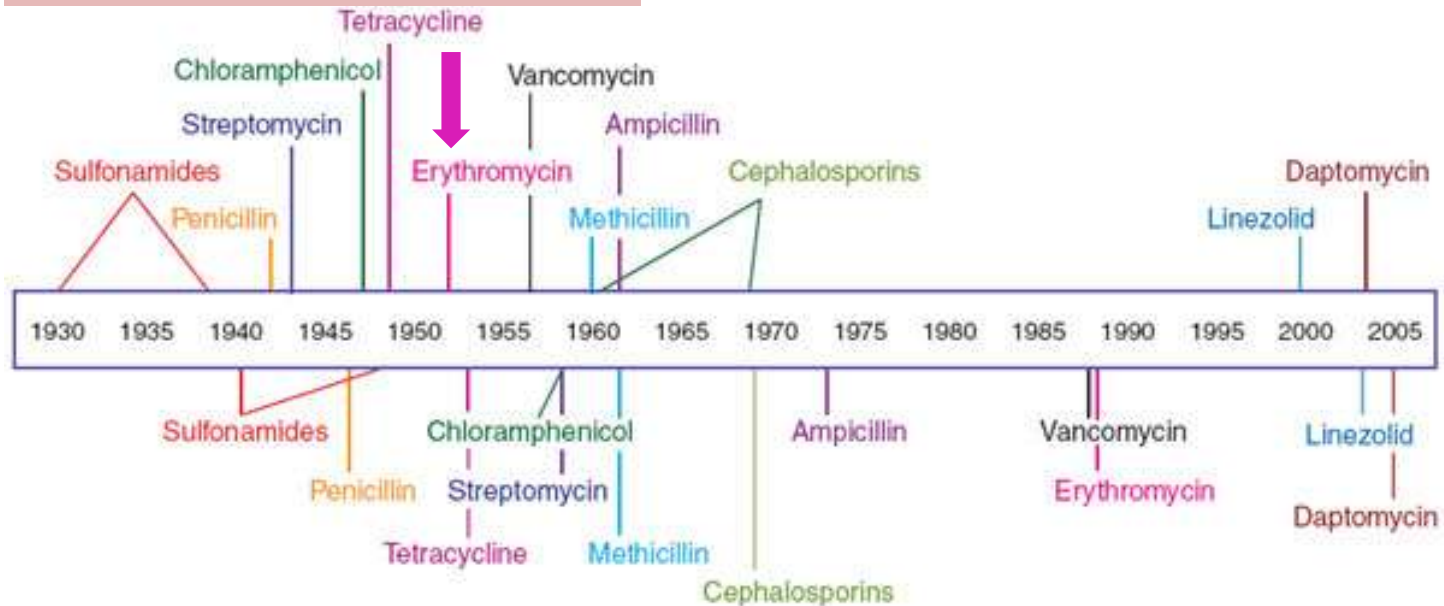 Tetracycline
Chloramphenicol
Vancomycin
Streptomycin
Ampicillin
Sulfonamides
Erythromycin
Cephalosporins
Daptomycin
Penicillin
Methicillin
Linezolid
1930 1935 1940 1945 1950 1955 1960 1965 1970 1975 1980 1985 1990 1995 2000 2005
Sulfonamides
Chloramphenicol
Ampicillin
Vancomycin
Linezolid
Penicillin
Streptomycin
Erythromycin
Daptomycin
Tetracycline
Methicillin
Cephalosporins